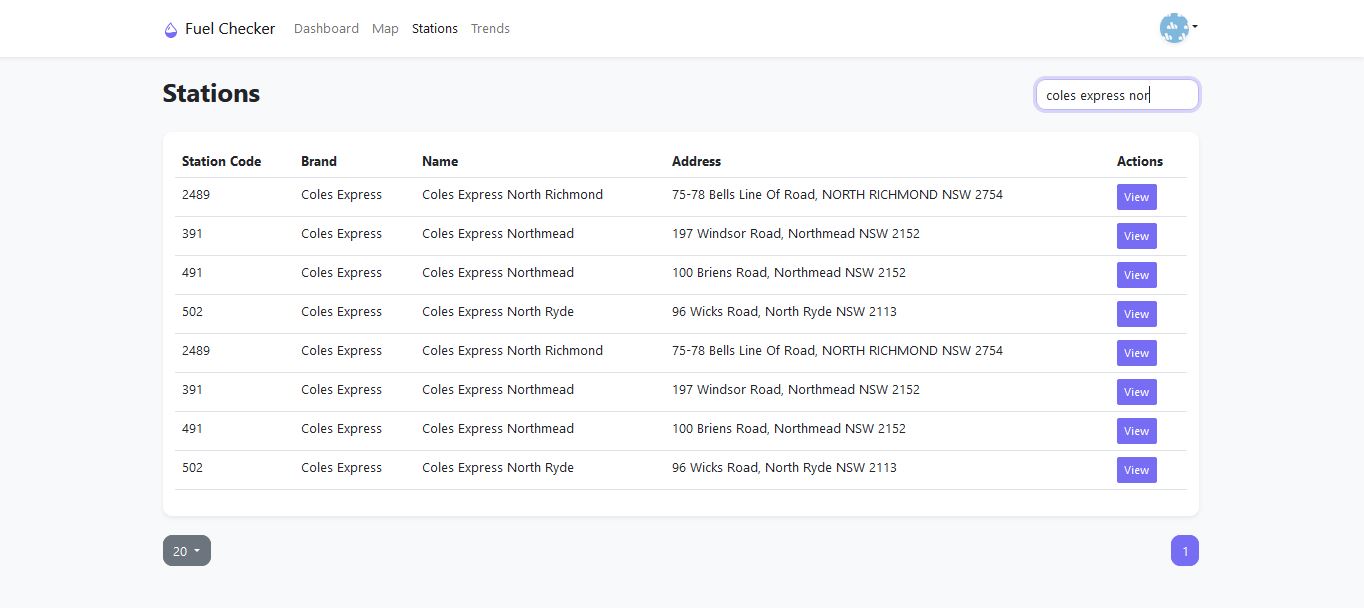 Fuel Checker Dashboard Map Stations Trends
Stations
coles express nor
Station Code Brand Name Address Actions
2489 Coles Express Coles Express North Richmond 75-78 Bells Line Of Road, NORTH RICHMOND NSW 2754 View
391 Coles Express Coles Express Northmead 197 Windsor Road, Northmead NSW 2152 View
491 Coles Express Coles Express Northmead 100 Briens Road, Northmead NSW 2152 View
502 Coles Express Coles Express North Ryde 96 Wicks Road, North Ryde NSW 2113 View
2489 Coles Express Coles Express North Richmond 75-78 Bells Line Of Road, NORTH RICHMOND NSW 2754 View
391 Coles Express Coles Express Northmead 197 Windsor Road, Northmead NSW 2152 View
491 Coles Express Coles Express Northmead 100 Briens Road, Northmead NSW 2152 View
502 Coles Express Coles Express North Ryde 96 Wicks Road, North Ryde NSW 2113 View
20 1